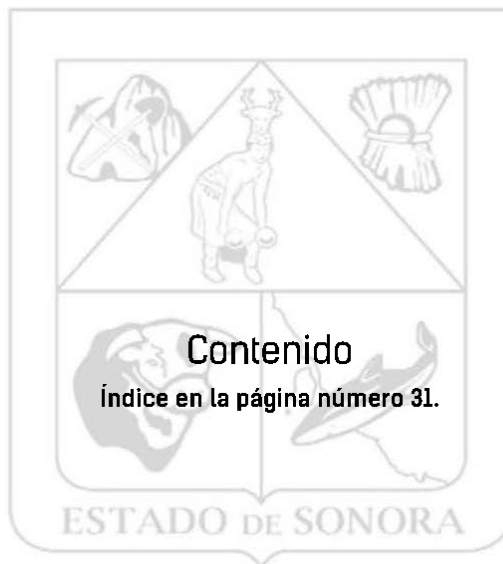 Contenido
Índice en la página número 31.
ESTADO DE SONORA